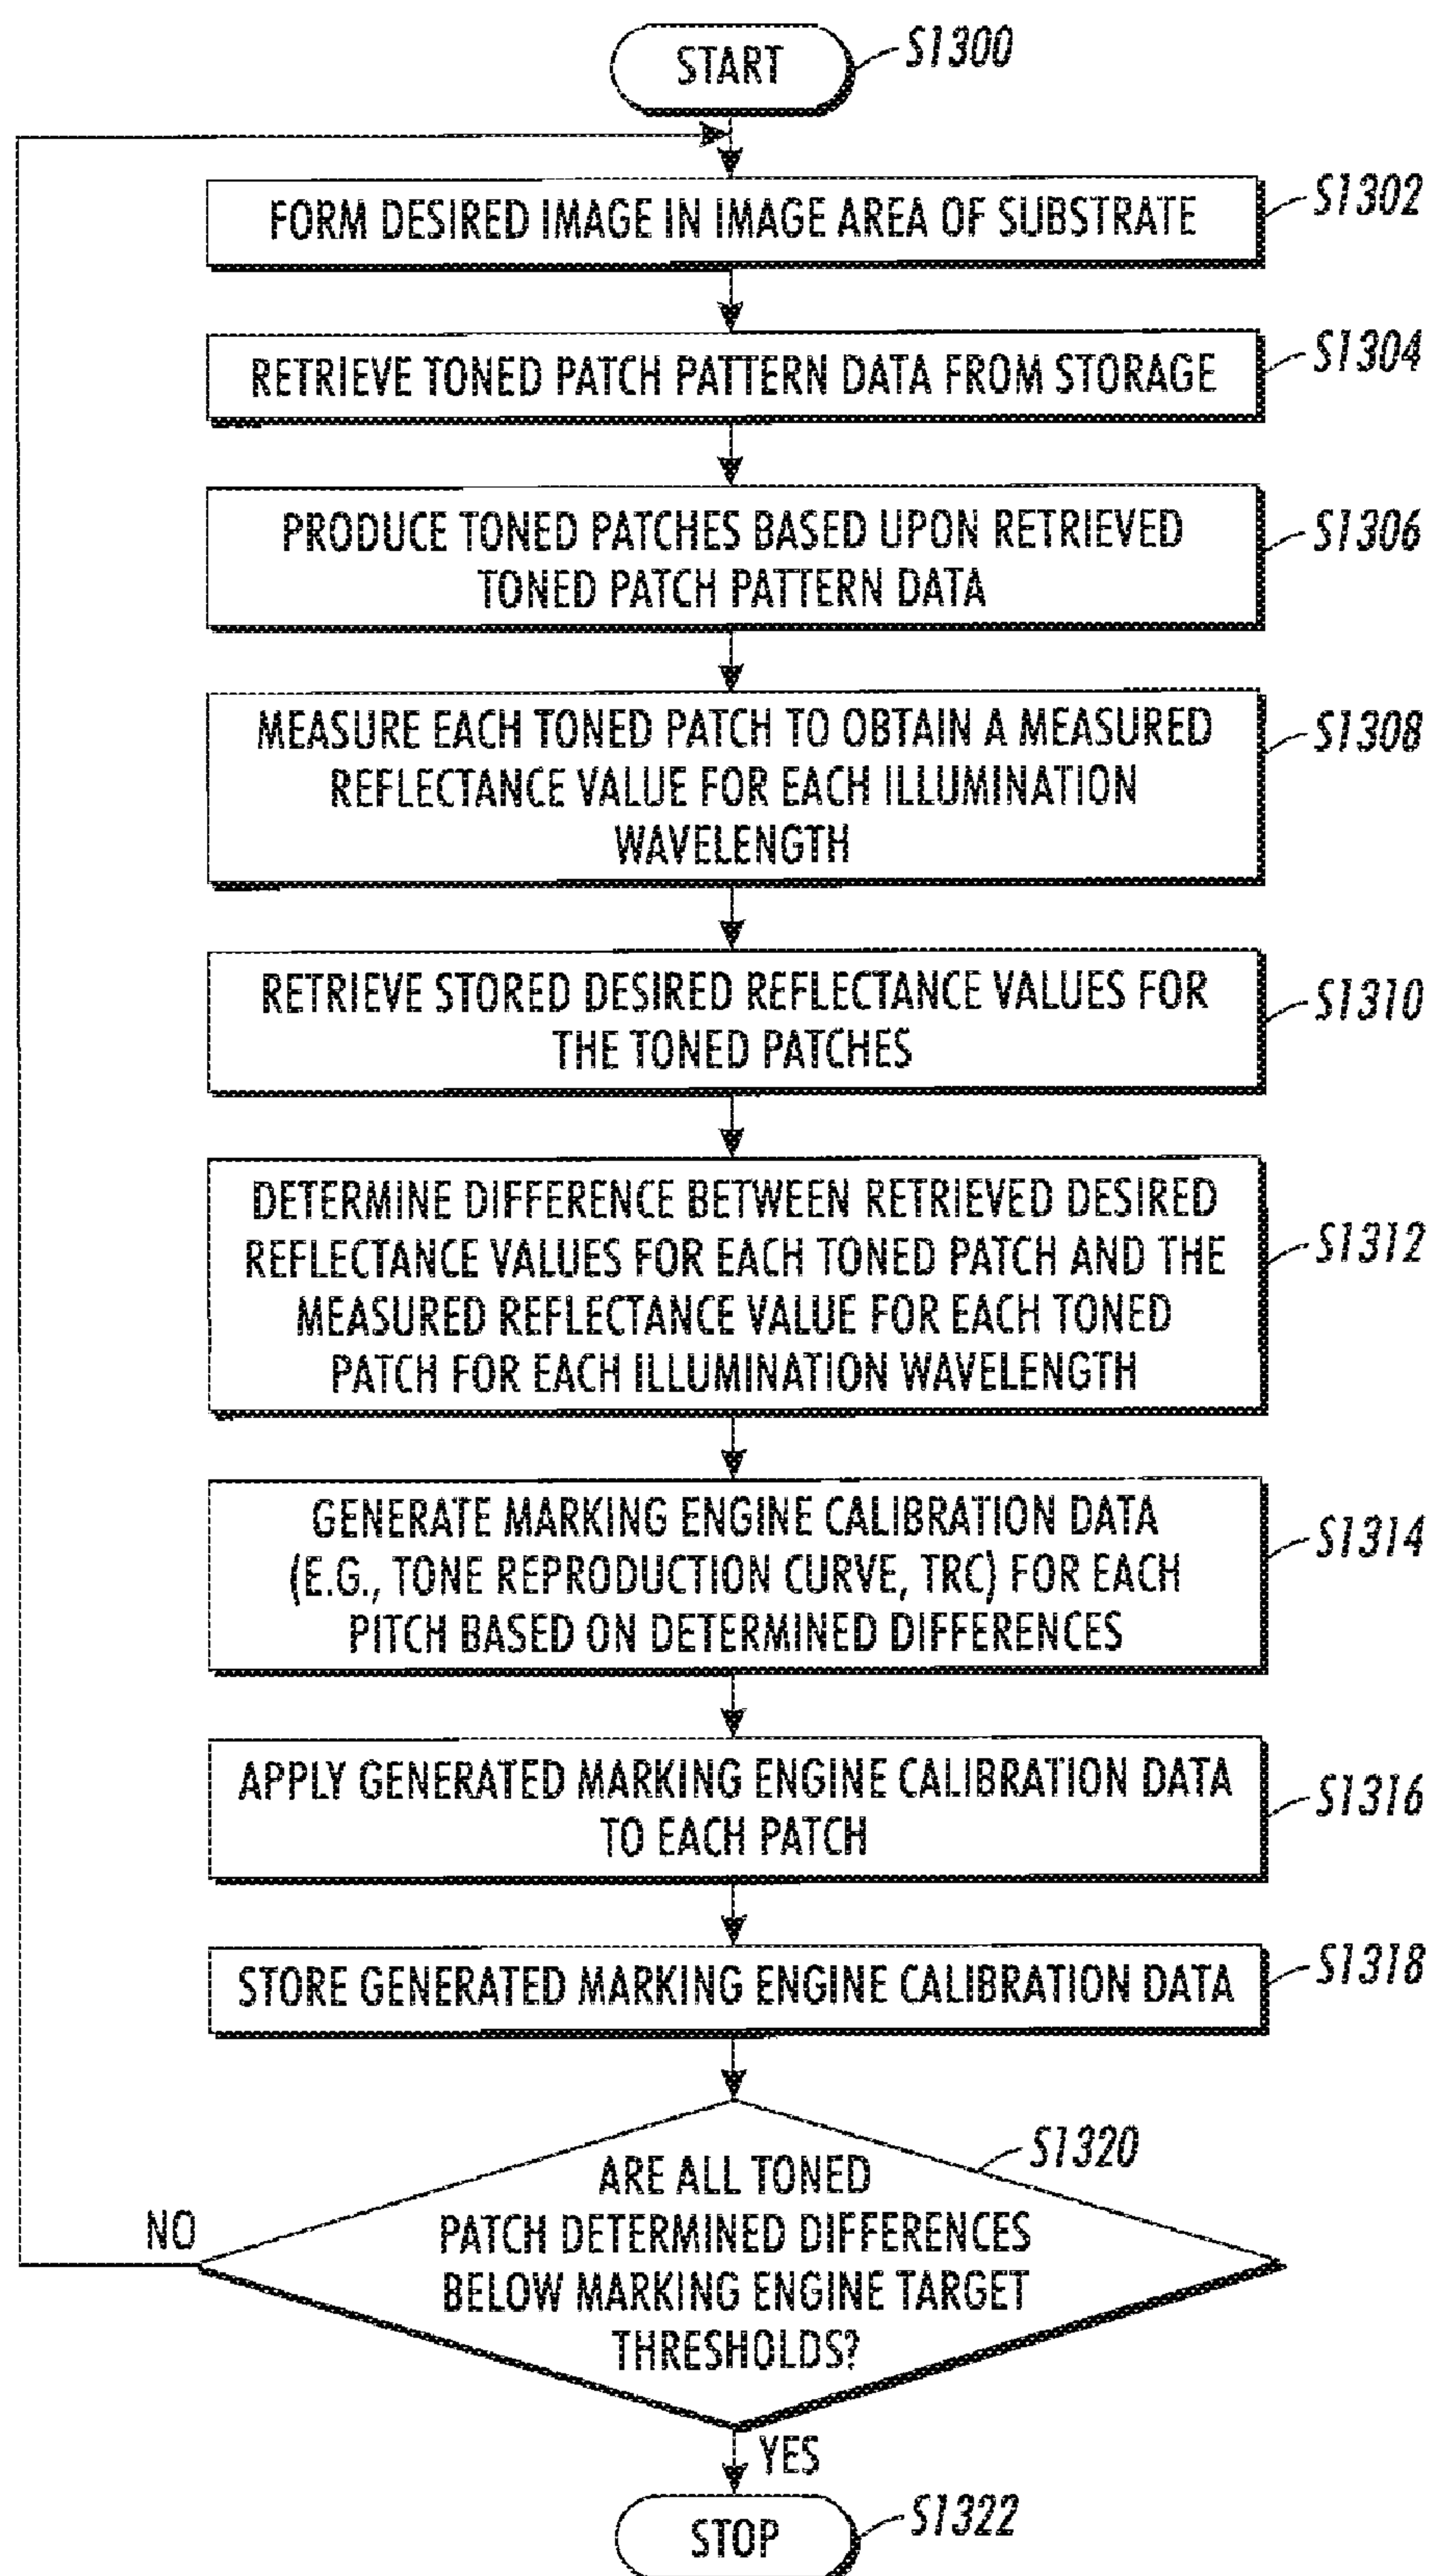 START
S1300
FORM DESIRED IMAGE IN IMAGE AREA OF SUBSTRATE
S1302
RETRIEVE TONED PATCH PATTERN DATA FROM STORAGE
S1304
PRODUCE TONED PATCHES BASED UPON RETRIEVED
TONED PATCH PATTERN DATA
S1306
MEASURE EACH TONED PATCH TO OBTAIN A MEASURED
REFLECTANCE VALUE FOR EACH ILLUMINATION
WAVELENGTH
S1308
RETRIEVE STORED DESIRED REFLECTANCE VALUES FOR
THE TONED PATCHES
S1310
DETERMINE DIFFERENCE BETWEEN RETRIEVED DESIRED
REFLECTANCE VALUES FOR EACH TONED PATCH AND THE
MEASURED REFLECTANCE VALUE FOR EACH TONED
PATCH FOR EACH ILLUMINATION WAVELENGTH
S1312
GENERATE MARKING ENGINE CALIBRATION DATA
(E.G., TONE REPRODUCTION CURVE, TRC) FOR EACH
PITCH BASED ON DETERMINED DIFFERENCES
S1314
APPLY GENERATED MARKING ENGINE CALIBRATION DATA
TO EACH PATCH
S1316
STORE GENERATED MARKING ENGINE CALIBRATION DATA
S1318
ARE ALL TONED
PATCH DETERMINED DIFFERENCES
BELOW MARKING ENGINE TARGET
THRESHOLDS?
S1320
NO
YES
STOP
S1322